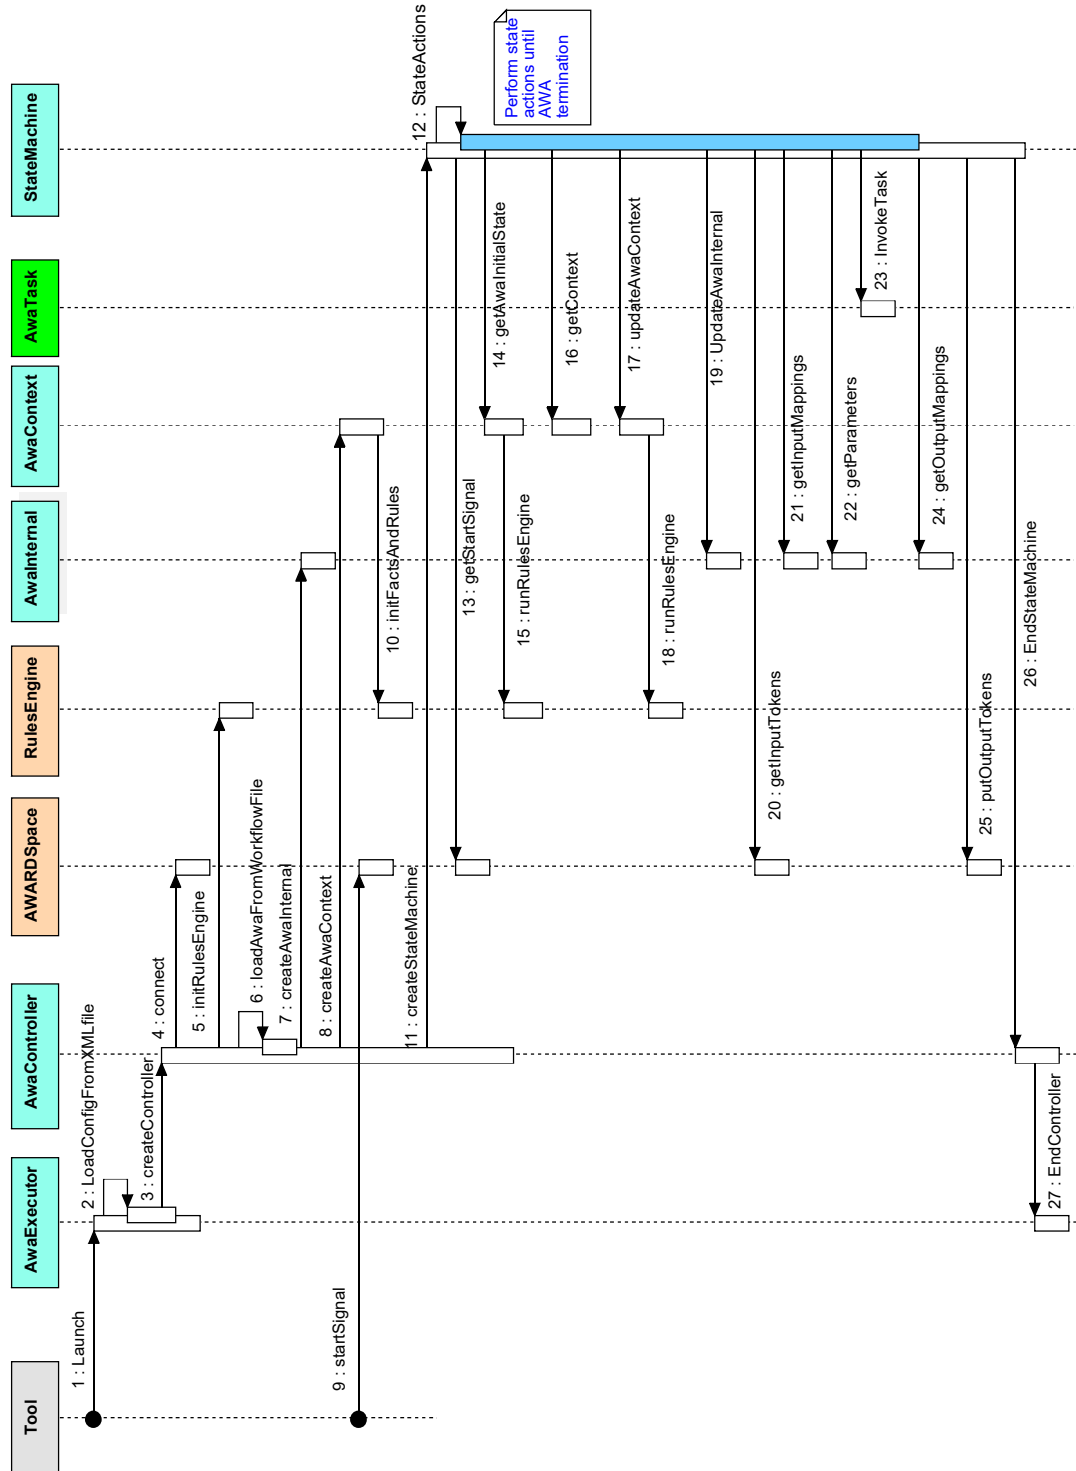 Tool
AwaExecutor
AwaController
AWARDSpace
RulesEngine
AwaInternal
AwaContext
AwaTask
StateMachine
1 : Launch
2 : LoadConfigFromXMLfile
3 : createController
4 : connect
5 : initRulesEngine
6 : loadAwaFromWorkflowFile
7 : createAwaInternal
8 : createAwaContext
9 : startSignal
10 : initFactsAndRules
11 : createStateMachine
12 : StateActions
Perform state
actions until
AWA
termination
13 : getStartSignal
14 : getAwaInitialState
15 : runRulesEngine
16 : getContext
17 : updateAwaContext
18 : runRulesEngine
19 : UpdateAwaInternal
20 : getInputTokens
21 : getInputMappings
22 : getParameters
23 : InvokeTask
24 : getOutputMappings
25 : putOutputTokens
26 : EndStateMachine
27 : EndController